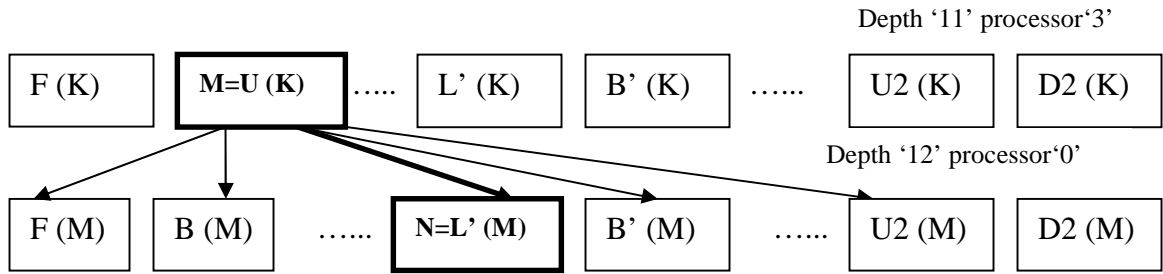 Depth ‘11’ processor‘3’
F (K) M=U (K) ….. L’ (K) B’ (K) …... U2 (K) D2 (K)
Depth ‘12’ processor‘0’
F (M) B (M) …... N=L’ (M) B’ (M) …... U2 (M) D2 (M)